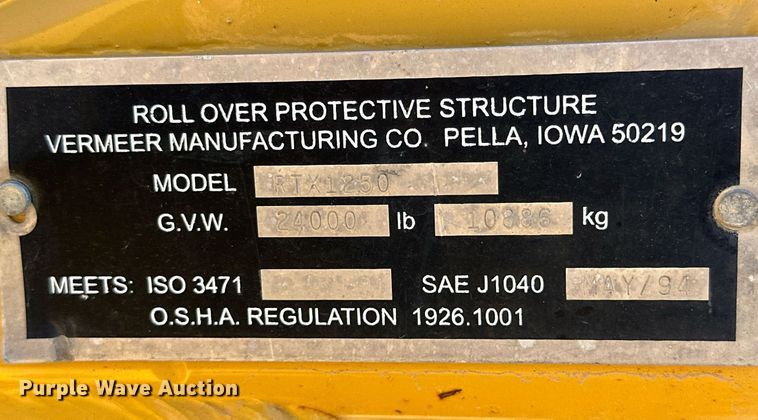 ROLL OVER PROTECTIVE STRUCTURE
VERMEER MANUFACTURING CO. PELLA, IOWA 50219
MODEL RTX1250
G.V.W. 24000 lb 10886 kg
MEETS: ISO 3471 SAE J1040 MAY/94
O.S.H.A. REGULATION 1926.1001
Purple Wave Auction